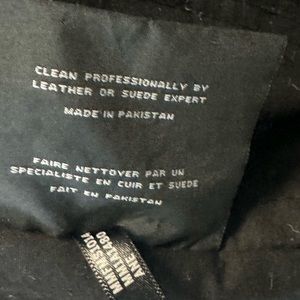 CLEAN PROFESSIONALLY BY
LEATHER OR SUEDE EXPERT
MADE IN PAKISTAN
FAIRE NETTOYER PAR UN
SPECIALISTE EN CUIR ET SUEDE
FAIT EN PAKISTAN